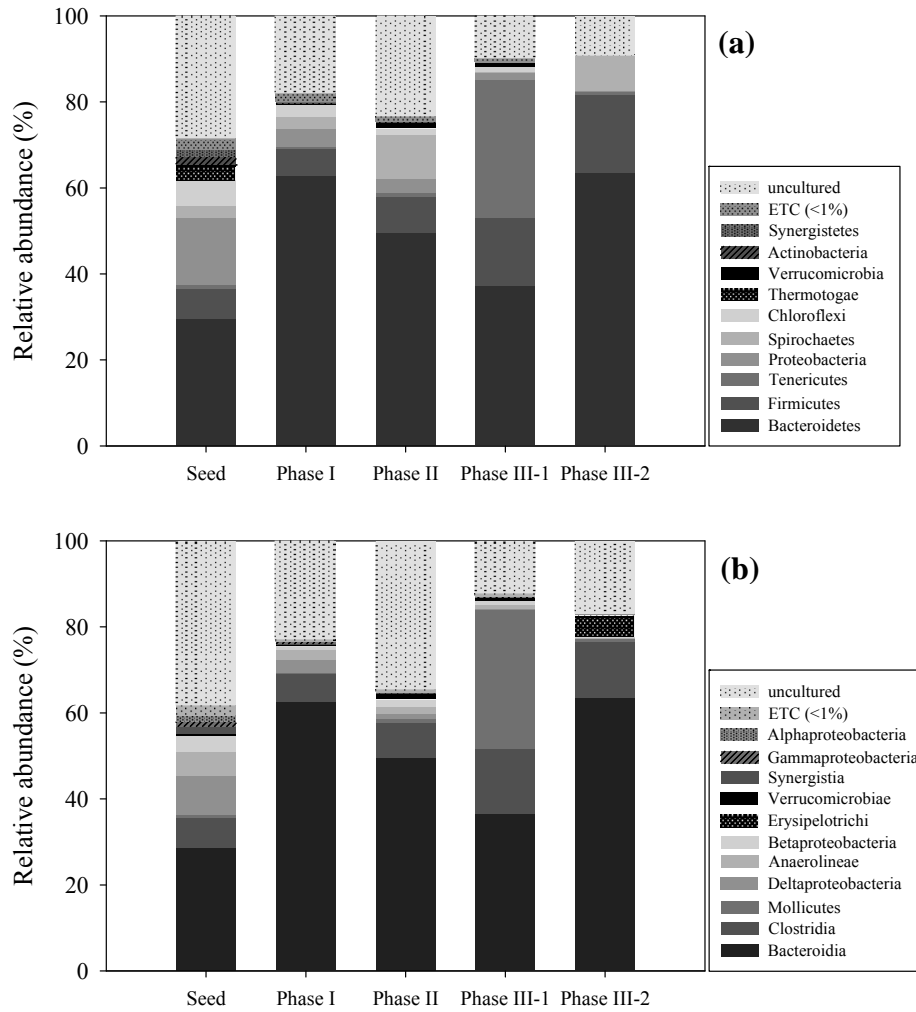 100
80
60
40
20
0
Relative abundance (%)
(a)
uncultured
ETC (<1%)
Synergistetes
Actinobacteria
Verrucomicrobia
Thermotogae
Chloroflexi
Spirochaetes
Proteobacteria
Tenericutes
Firmicutes
Bacteroidetes
Seed Phase I Phase II Phase III-1 Phase III-2
100
80
60
40
20
0
Relative abundance (%)
(b)
uncultured
ETC (<1%)
Alphaproteobacteria
Gammaproteobacteria
Synergistia
Verrucomicrobiae
Erysipelotrichi
Betaproteobacteria
Anaerolineae
Deltaproteobacteria
Mollicutes
Clostridia
Bacteroidia
Seed Phase I Phase II Phase III-1 Phase III-2